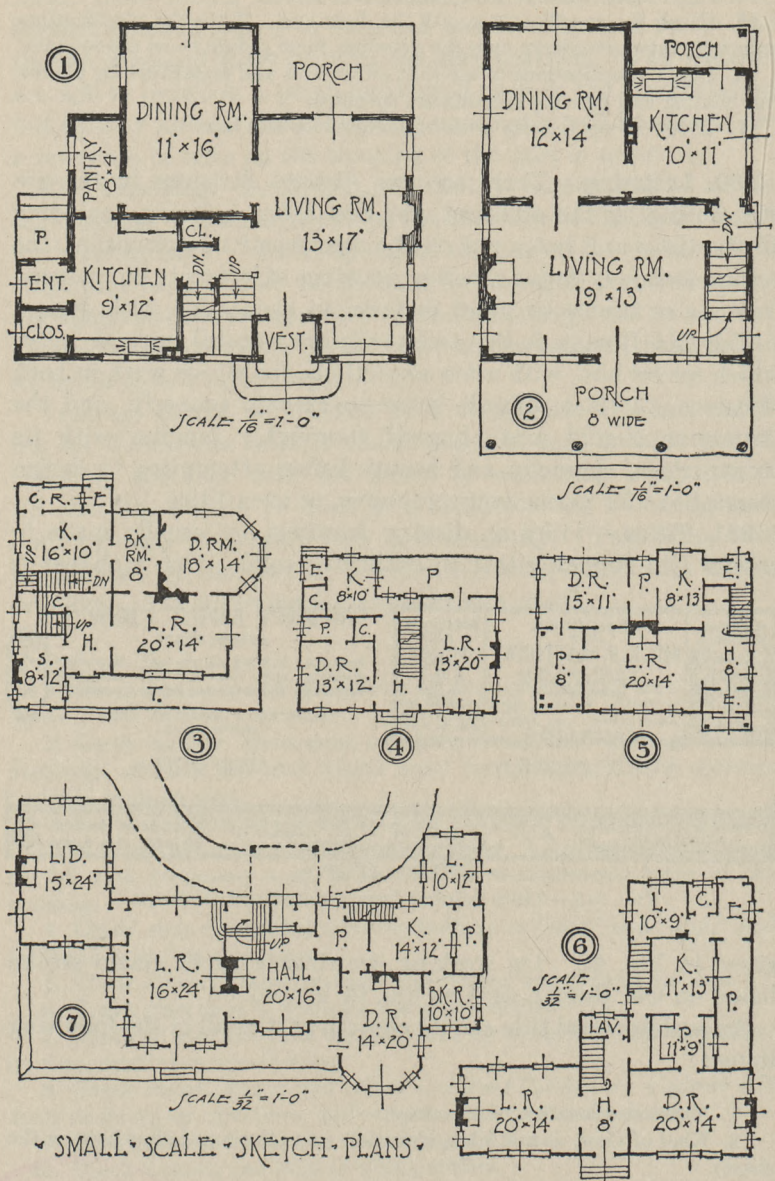 1
PORCH
DINING RM.
11'×16'
PANTRY
8'×4'
LIVING RM.
13'×17'
CL.
P.
DN.
UP
ENT.
KITCHEN
9'×12'
CLOS.
VEST.
SCALE 1/16"=1'-0"
PORCH
DINING RM.
12'×14'
KITCHEN
10'×11'
DN.
LIVING RM.
19'×13'
UP
PORCH
8' WIDE
2
SCALE 1/16"=1'-0"
C. R.
E.
K.
16'×10'
BK.
RM.
8'
D. RM.
18'×14'
UP
DN
C.
UP
H.
L. R.
20'×14'
S.
8'×12'
T.
3
E.
K.
8'×10'
P
C.
P.
C.
L.R.
13'×20'
D. R.
13'×12'
H.
4
D. R.
15'×11'
P.
K.
8'×13'
E.
P.
8'
L. R
20'×14'
H.
8'
E.
5
LIB.
15'×24'
L.
10'×12'
UP
P.
K.
14'×12'
P.
L. R.
16'×24'
HALL
20'×16'
BK. R.
10'×10'
D. R.
14'×20'
7
SCALE 1/32"=1'-0"
6
SCALE
1/32"=1'-0"
L.
10'×9'
C.
E.
K.
11'×13'
P.
LAV.
P.
11'×9'
L. R.
20'×14'
H.
8'
D. R.
20'×14'
· SMALL · SCALE · SKETCH · PLANS ·